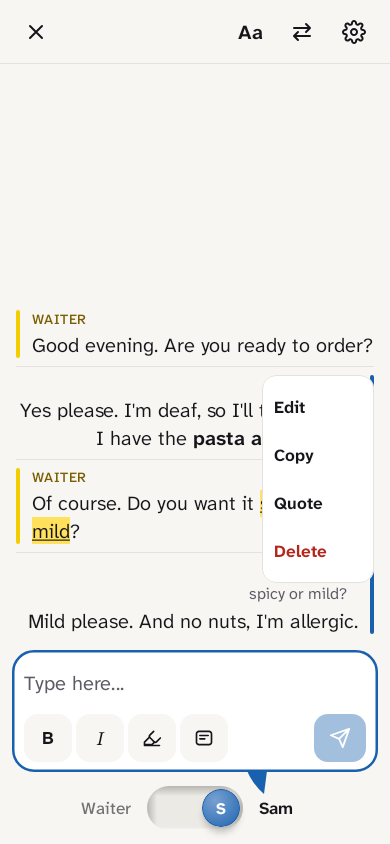 Aa
WAITER
Good evening. Are you ready to order?
Yes please. I'm deaf, so I'll
I have the pasta
WAITER
Of course. Do you want it
mild?
Edit
Copy
Quote
Delete
spicy or mild?
Mild please. And no nuts, I'm allergic.
Type here...
B
I
Waiter
S
Sam